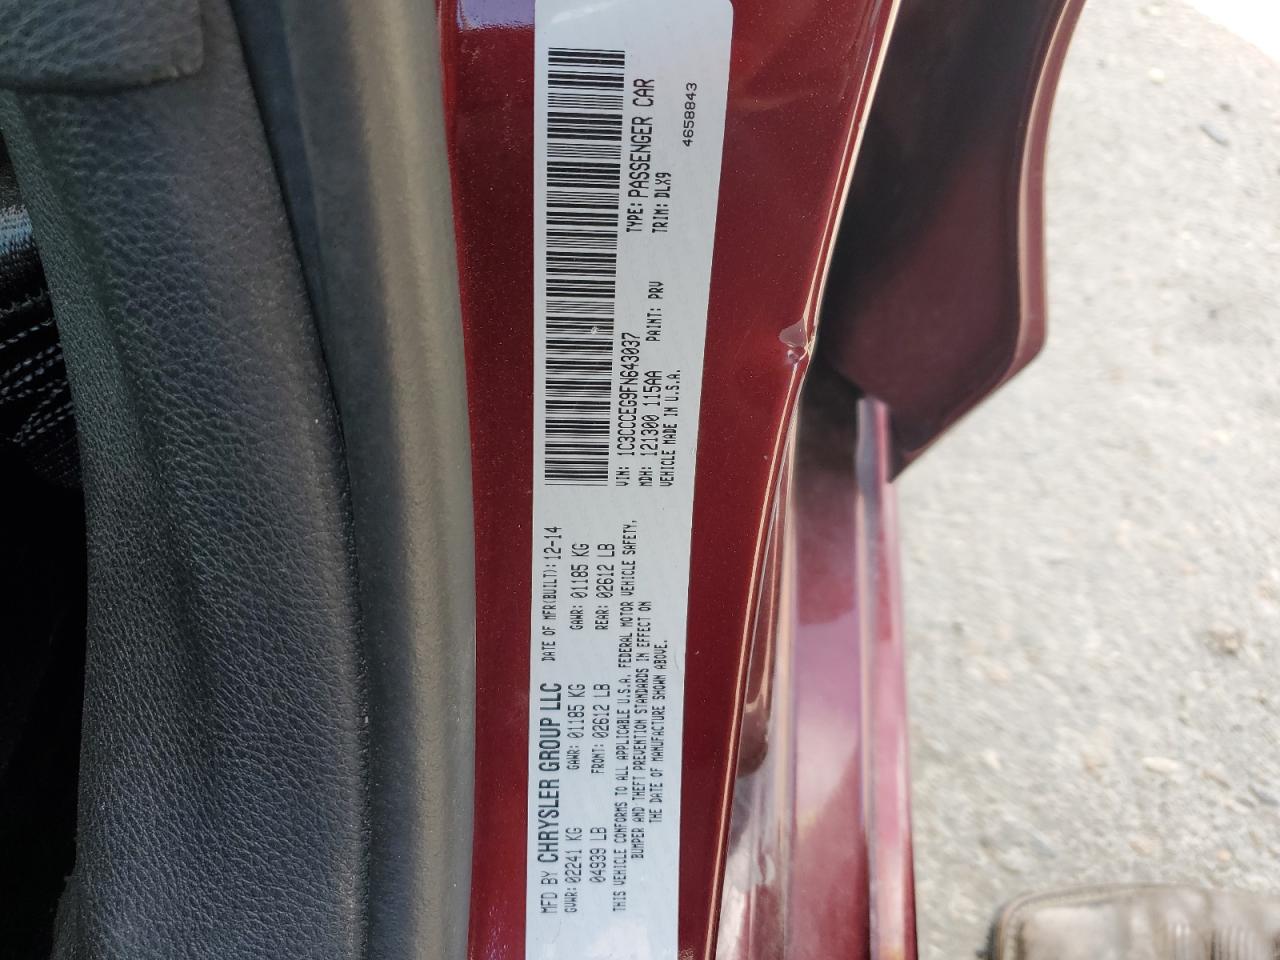 MFD BY CHRYSLER GROUP LLC DATE OF MFR(BUILT): 12-14
GVWR: 02241 KG GAWR: 01185 KG GAWR: 01185 KG
04939 LB FRONT: 02612 LB REAR: 02612 LB
THIS VEHICLE CONFORMS TO ALL APPLICABLE U.S.A. FEDERAL MOTOR VEHICLE SAFETY,
BUMPER AND THEFT PREVENTION STANDARDS IN EFFECT ON
THE DATE OF MANUFACTURE SHOWN ABOVE.
VIN: 1C3CCCEG9FN643037 TYPE: PASSENGER CAR
MDH: 121300 115AA PAINT: PRV TRIM: DLX9
VEHICLE MADE IN U.S.A.
4658843